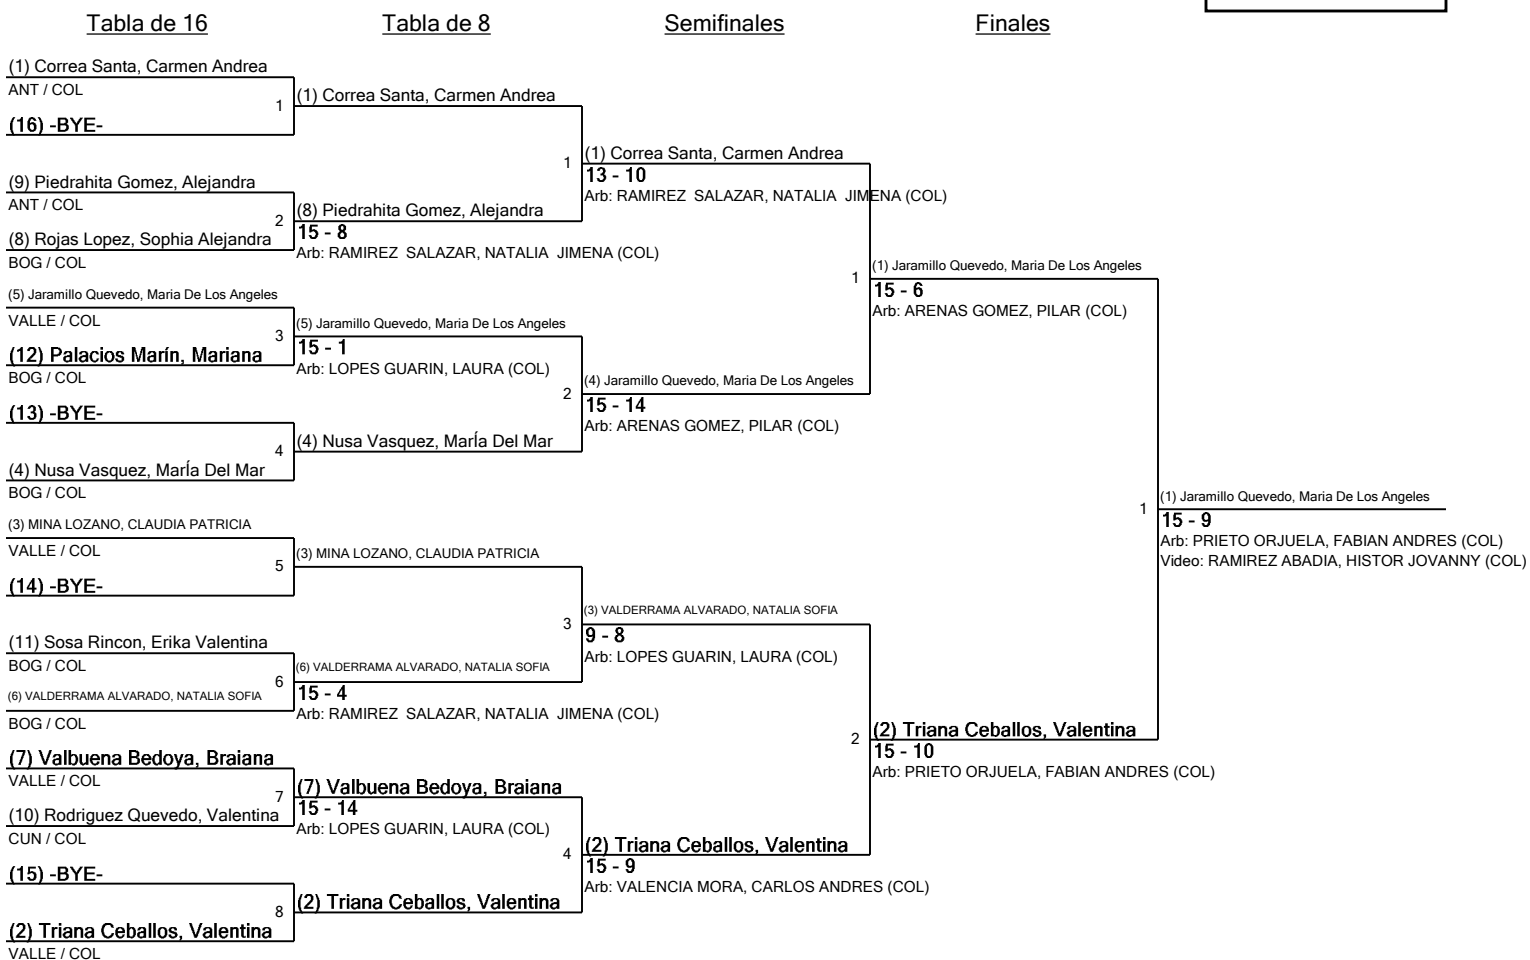 Tabla de 16
Tabla de 8
Semifinales
Finales
(1) Correa Santa, Carmen Andrea
ANT / COL
1
(16) -BYE-
(9) Piedrahita Gomez, Alejandra
ANT / COL
2
(8) Rojas Lopez, Sophia Alejandra
BOG / COL
(5) Jaramillo Quevedo, Maria De Los Angeles
VALLE / COL
3
(12) Palacios Marín, Mariana
BOG / COL
(13) -BYE-
4
(4) Nusa Vasquez, MarÍa Del Mar
BOG / COL
(3) MINA LOZANO, CLAUDIA PATRICIA
VALLE / COL
5
(14) -BYE-
(11) Sosa Rincon, Erika Valentina
BOG / COL
6
(6) VALDERRAMA ALVARADO, NATALIA SOFIA
BOG / COL
(7) Valbuena Bedoya, Braiana
VALLE / COL
7
(10) Rodriguez Quevedo, Valentina
CUN / COL
(15) -BYE-
8
(2) Triana Ceballos, Valentina
VALLE / COL
(1) Correa Santa, Carmen Andrea
1
(8) Piedrahita Gomez, Alejandra
15 - 8
Arb: RAMIREZ SALAZAR, NATALIA JIMENA (COL)
(5) Jaramillo Quevedo, Maria De Los Angeles
15 - 1
Arb: LOPES GUARIN, LAURA (COL)
2
(4) Nusa Vasquez, MarÍa Del Mar
(3) MINA LOZANO, CLAUDIA PATRICIA
3
(6) VALDERRAMA ALVARADO, NATALIA SOFIA
15 - 4
Arb: RAMIREZ SALAZAR, NATALIA JIMENA (COL)
(7) Valbuena Bedoya, Braiana
15 - 14
Arb: LOPES GUARIN, LAURA (COL)
4
(2) Triana Ceballos, Valentina
(1) Correa Santa, Carmen Andrea
13 - 10
Arb: RAMIREZ SALAZAR, NATALIA JIMENA (COL)
1
(4) Jaramillo Quevedo, Maria De Los Angeles
15 - 14
Arb: ARENAS GOMEZ, PILAR (COL)
(3) VALDERRAMA ALVARADO, NATALIA SOFIA
9 - 8
Arb: LOPES GUARIN, LAURA (COL)
2
(2) Triana Ceballos, Valentina
15 - 9
Arb: VALENCIA MORA, CARLOS ANDRES (COL)
(1) Jaramillo Quevedo, Maria De Los Angeles
15 - 6
Arb: ARENAS GOMEZ, PILAR (COL)
1
(2) Triana Ceballos, Valentina
15 - 10
Arb: PRIETO ORJUELA, FABIAN ANDRES (COL)
(1) Jaramillo Quevedo, Maria De Los Angeles
15 - 9
Arb: PRIETO ORJUELA, FABIAN ANDRES (COL)
Video: RAMIREZ ABADIA, HISTOR JOVANNY (COL)